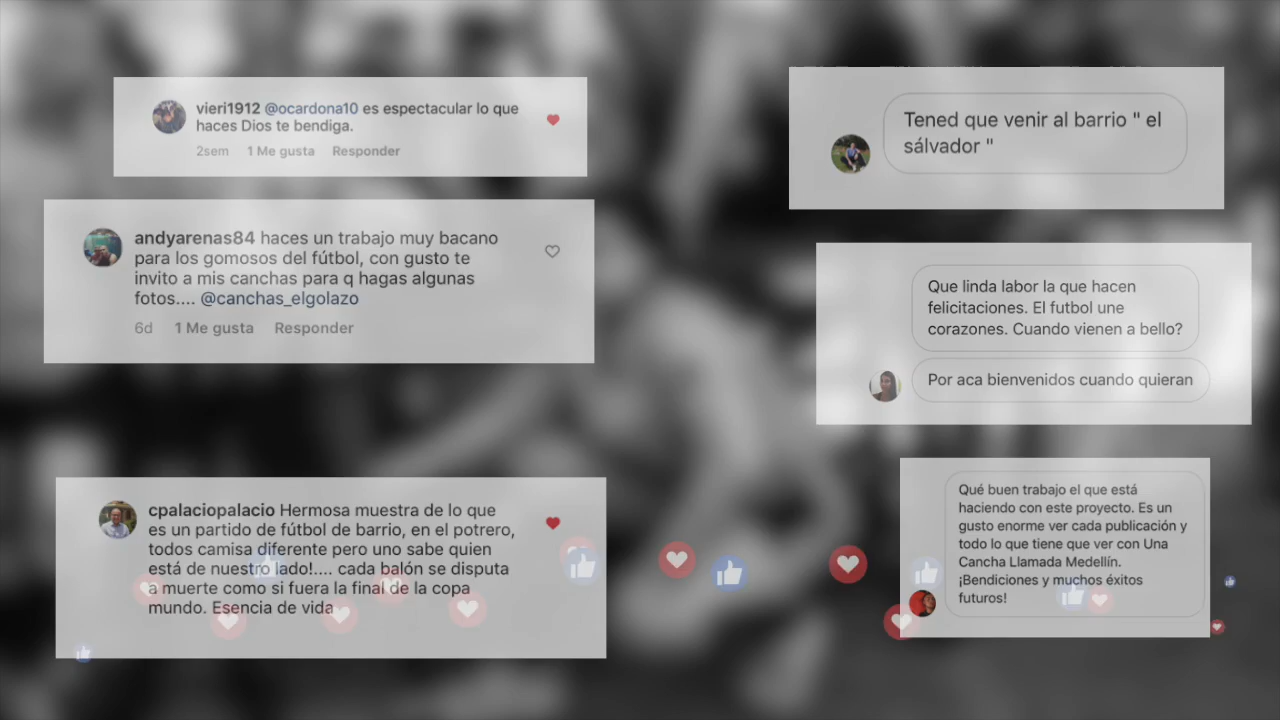 vieri1912 @ocardona10 es espectacular lo que
haces Dios te bendiga.
2sem 1 Me gusta Responder
andyarenas84 haces un trabajo muy bacano
para los gomosos del fútbol, con gusto te
invito a mis canchas para q hagas algunas
fotos.... @canchas_elgolazo
6d 1 Me gusta Responder
cpalaciopalacio Hermosa muestra de lo que
es un partido de fútbol de barrio, en el potrero,
todos camisa diferente pero uno sabe quien
está de nuestro lado!.... cada balón se disputa
a muerte como si fuera la final de la copa
mundo. Esencia de vida
Tened que venir al barrio " el
sálvador "
Que linda labor la que hacen
felicitaciones. El futbol une
corazones. Cuando vienen a bello?
Por aca bienvenidos cuando quieran
Qué buen trabajo el que está
haciendo con este proyecto. Es un
gusto enorme ver cada publicación y
todo lo que tiene que ver con Una
Cancha Llamada Medellín.
¡Bendiciones y muchos éxitos
futuros!